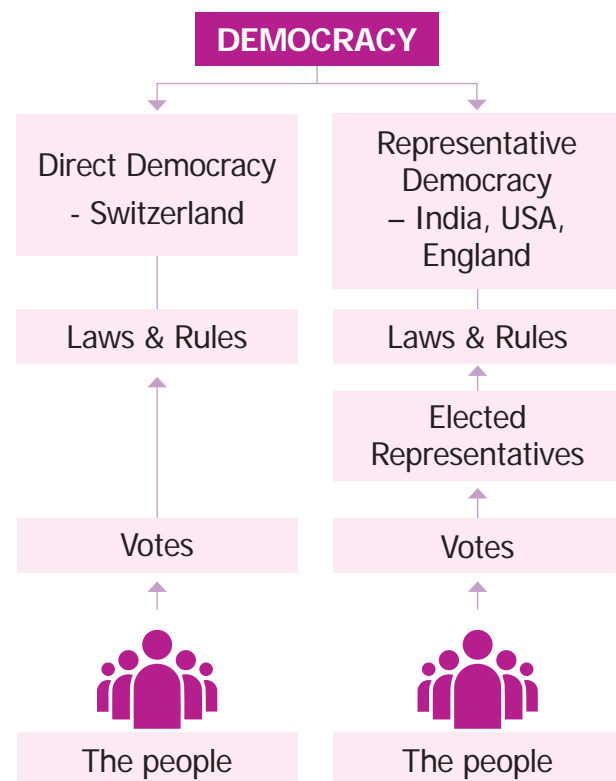 DEMOCRACY
Direct Democracy
- Switzerland
Laws & Rules
Votes
The people
Representative
Democracy
– India, USA,
England
Laws & Rules
Elected
Representatives
Votes
The people